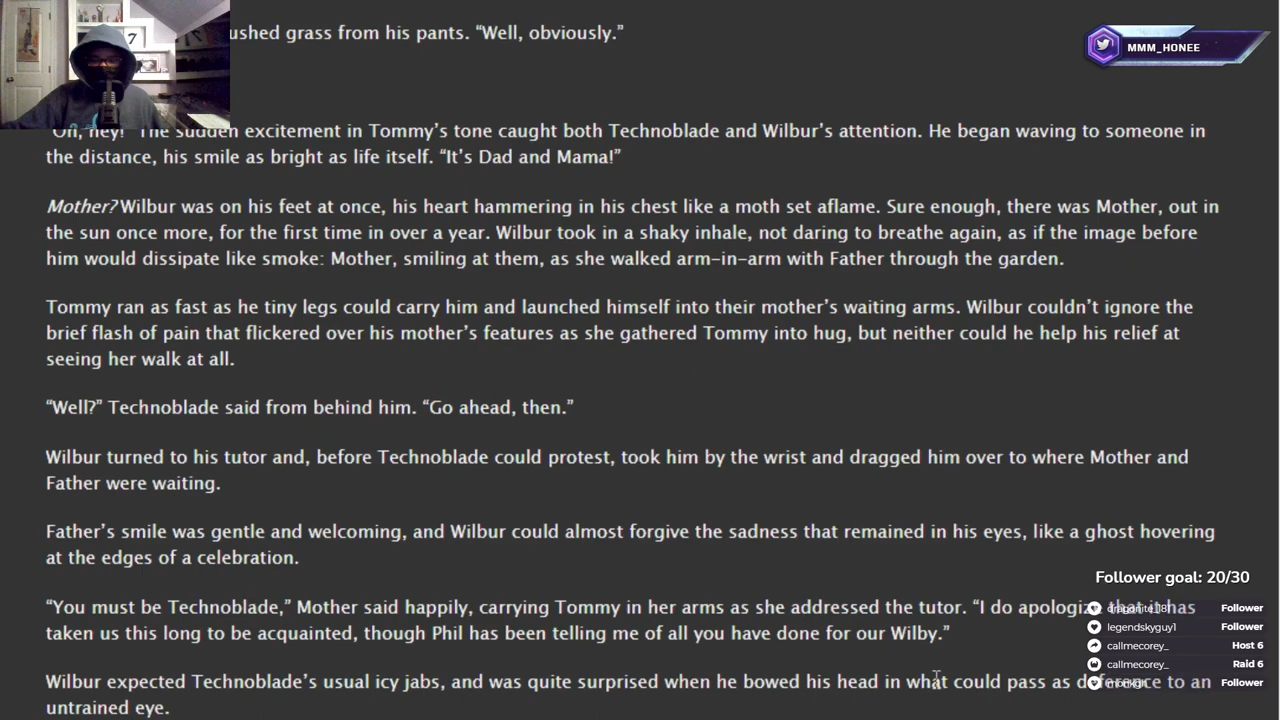 ushed grass from his pants. “Well, obviously.”
MMM_HONEE
7
“Oh, hey!” The sudden excitement in Tommy’s tone caught both Technoblade and Wilbur’s attention. He began waving to someone in
the distance, his smile as bright as life itself. “It’s Dad and Mama!”
Mother? Wilbur was on his feet at once, his heart hammering in his chest like a moth set aflame. Sure enough, there was Mother, out in
the sun once more, for the first time in over a year. Wilbur took in a shaky inhale, not daring to breathe again, as if the image before
him would dissipate like smoke: Mother, smiling at them, as she walked arm-in-arm with Father through the garden.
Tommy ran as fast as he tiny legs could carry him and launched himself into their mother’s waiting arms. Wilbur couldn’t ignore the
brief flash of pain that flickered over his mother’s features as she gathered Tommy into hug, but neither could he help his relief at
seeing her walk at all.
“Well?” Technoblade said from behind him. “Go ahead, then.”
Wilbur turned to his tutor and, before Technoblade could protest, took him by the wrist and dragged him over to where Mother and
Father were waiting.
Father’s smile was gentle and welcoming, and Wilbur could almost forgive the sadness that remained in his eyes, like a ghost hovering
at the edges of a celebration.
“You must be Technoblade,” Mother said happily, carrying Tommy in her arms as she addressed the tutor. “I do apologize that it has
taken us this long to be acquainted, though Phil has been telling me of all you have done for our Wilby.”
Wilbur expected Technoblade’s usual icy jabs, and was quite surprised when he bowed his head in what could pass as deference to an
untrained eye.
Follower goal: 20/30
Follower
legendskyguy1 Follower
callmecorey_ Host 6
callmecorey_ Raid 6
Follower